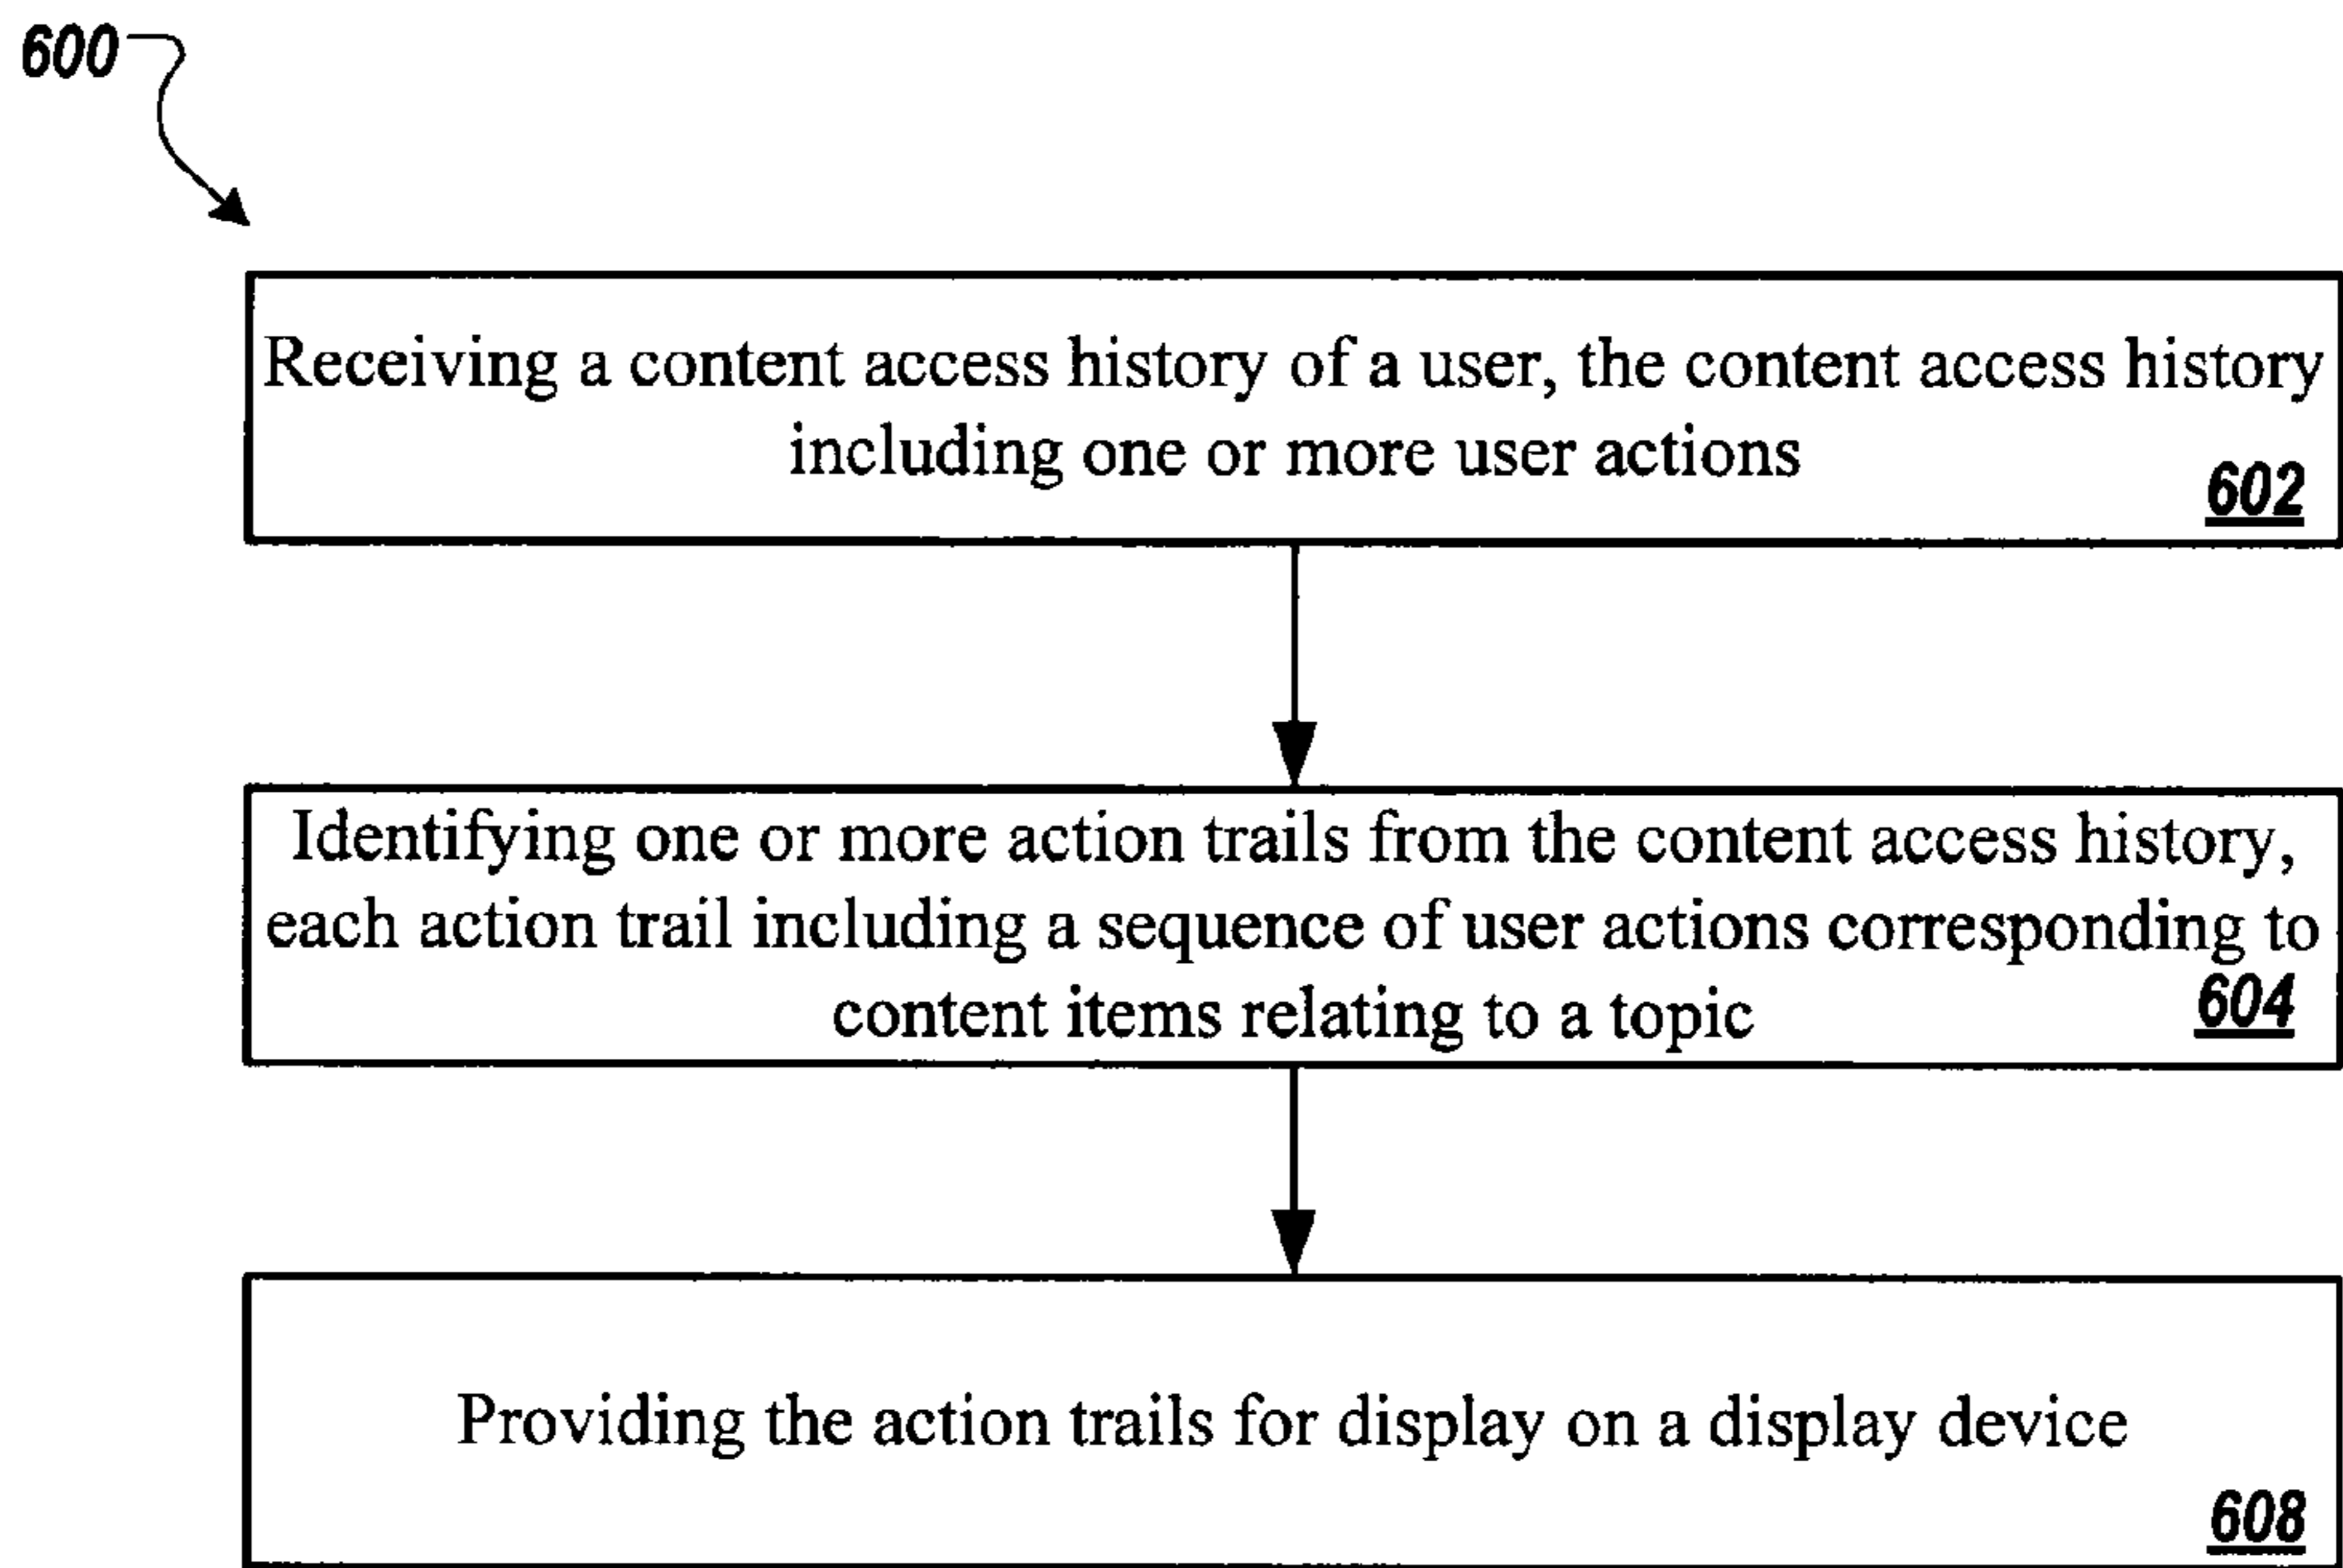 600
Receiving a content access history of a user, the content access history
including one or more user actions
602
Identifying one or more action trails from the content access history,
each action trail including a sequence of user actions corresponding to
content items relating to a topic
604
Providing the action trails for display on a display device
608